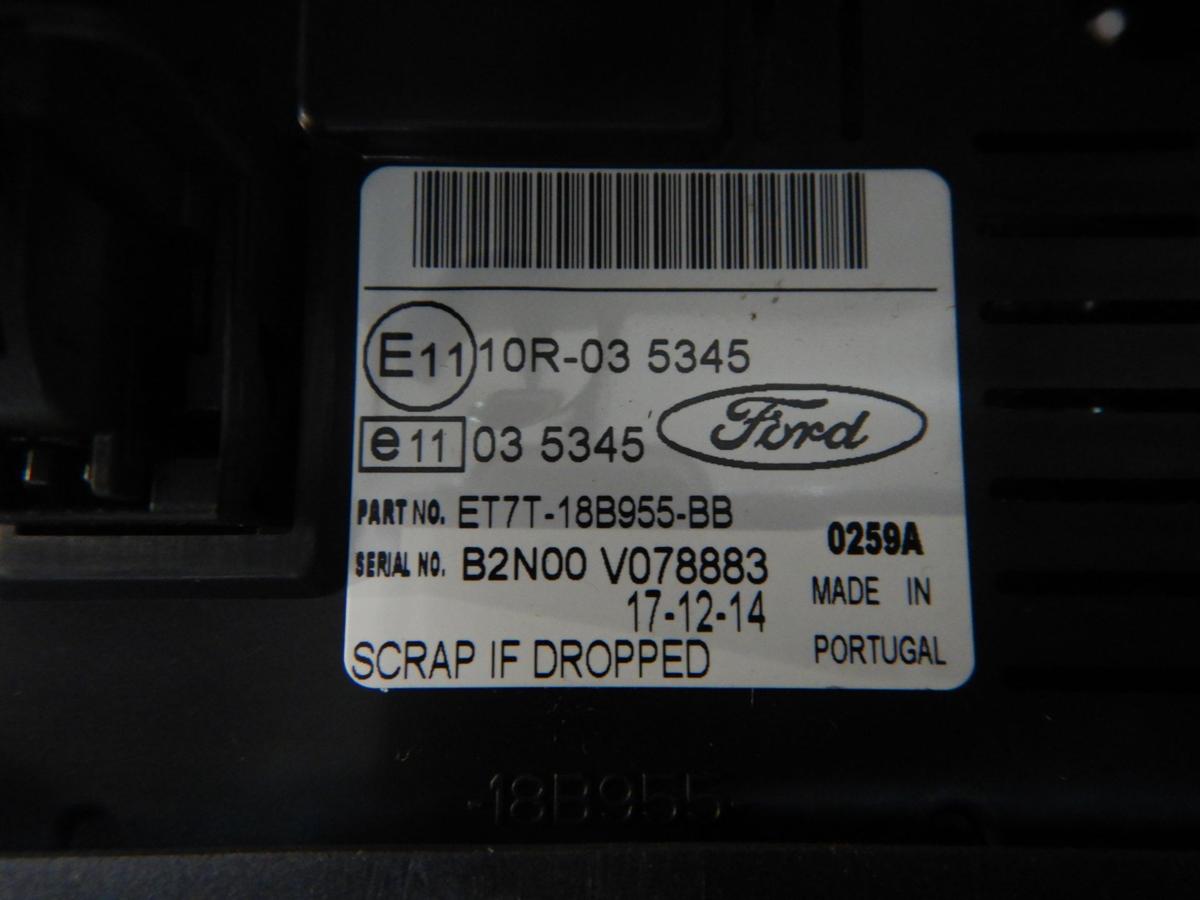 E11 10R-03 5345
e11 03 5345 Ford
PART NO. ET7T-18B955-BB
SERIAL NO. B2N00 V078883 0259A
17-12-14 MADE IN
SCRAP IF DROPPED PORTUGAL
-18B955-